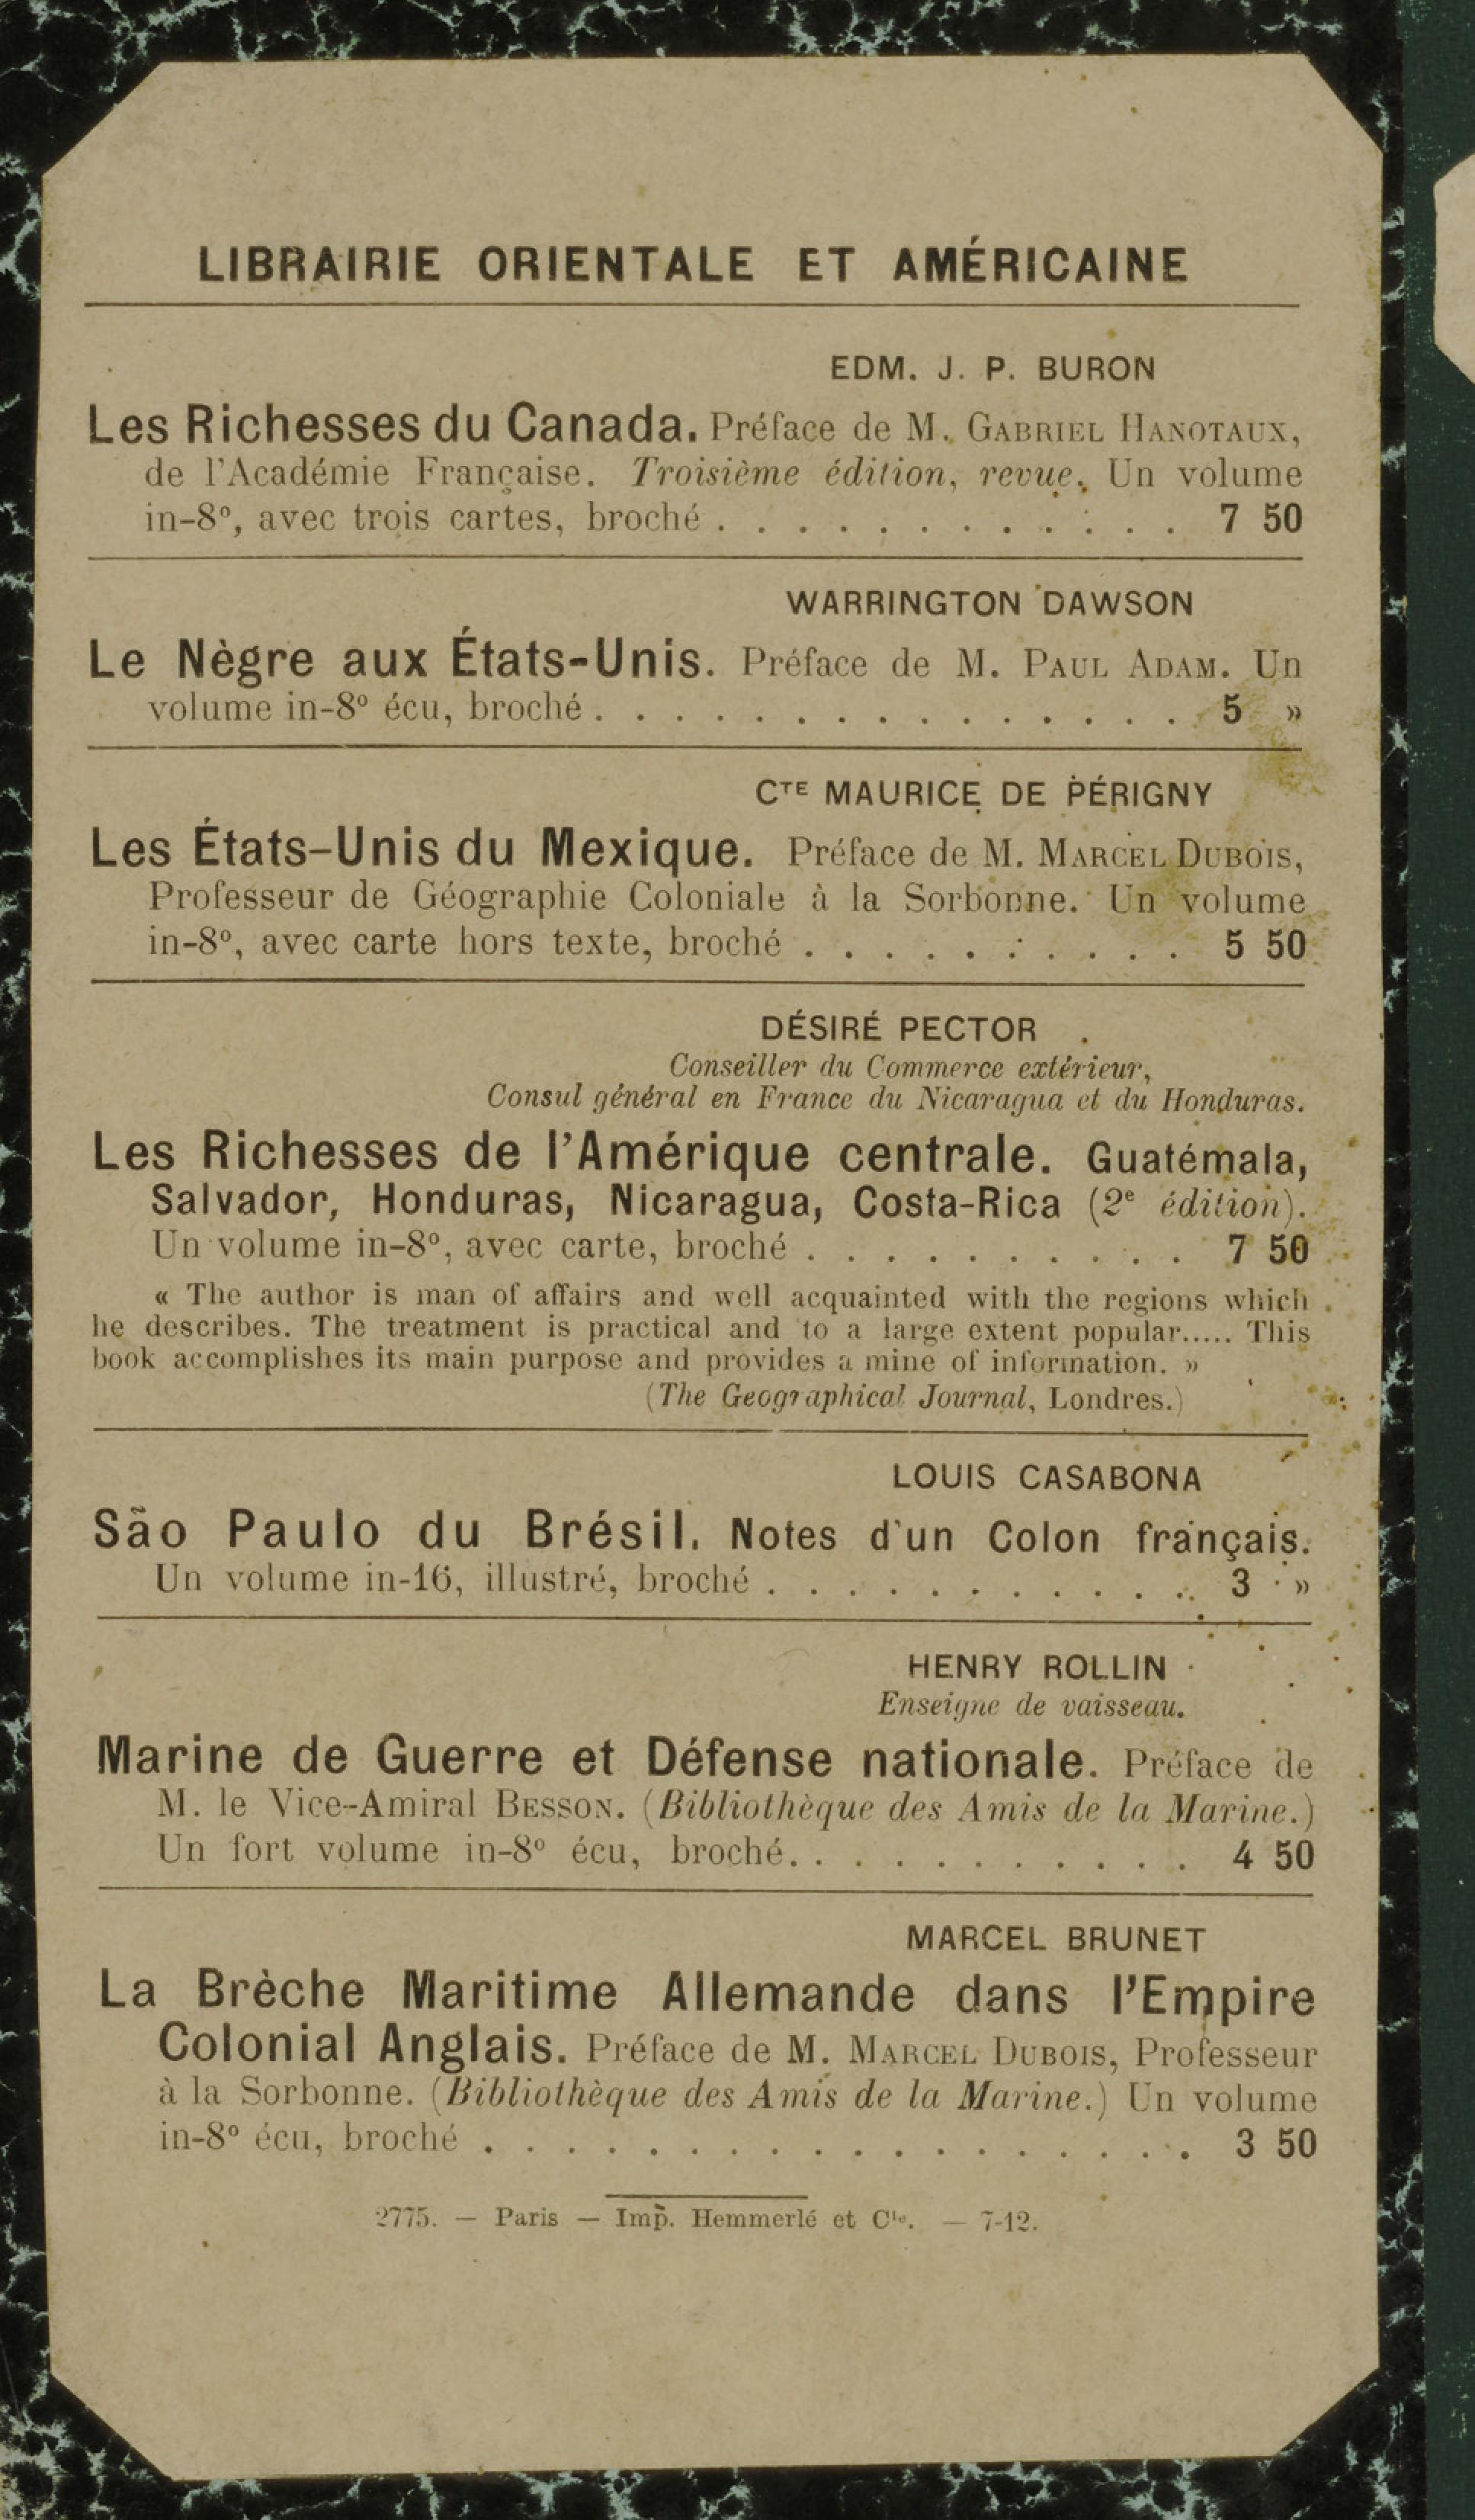 LIBRAIRIE ORIENTALE ET AMÉRICAINE
EDM. J. P. BURON
Les Richesses du Canada. Préface de M. GABRIEL HANOTAUX,
de l'Académie Française. Troisième édition, revue. Un volume
in-8º, avec trois cartes, broché . . . . . . . . . . . . 7 50
WARRINGTON DAWSON
Le Nègre aux États-Unis. Préface de M. PAUL ADAM. Un
volume in-8º écu, broché . . . . . . . . . . . . . . . 5 »
CTE MAURICE DE PÉRIGNY
Les États-Unis du Mexique. Préface de M. MARCEL DUBOIS,
Professeur de Géographie Coloniale à la Sorbonne. Un volume
in-8º, avec carte hors texte, broché . . . . . . . . . . 5 50
DÉSIRÉ PECTOR
Conseiller du Commerce extérieur,
Consul général en France du Nicaragua et du Honduras.
Les Richesses de l'Amérique centrale. Guatémala,
Salvador, Honduras, Nicaragua, Costa-Rica (2e édition).
Un volume in-8º, avec carte, broché . . . . . . . . . . 7 50
« The author is man of affairs and well acquainted with the regions which
he describes. The treatment is practical and to a large extent popular..... This
book accomplishes its main purpose and provides a mine of information. »
(The Geographical Journal, Londres.)
LOUIS CASABONA
São Paulo du Brésil. Notes d'un Colon français.
Un volume in-16, illustré, broché . . . . . . . . . . . 3 »
HENRY ROLLIN
Enseigne de vaisseau.
Marine de Guerre et Défense nationale. Préface de
M. le Vice-Amiral BESSON. (Bibliothèque des Amis de la Marine.)
Un fort volume in-8º écu, broché. . . . . . . . . . . 4 50
MARCEL BRUNET
La Brèche Maritime Allemande dans l'Empire
Colonial Anglais. Préface de M. MARCEL DUBOIS, Professeur
à la Sorbonne. (Bibliothèque des Amis de la Marine.) Un volume
in-8º écu, broché . . . . . . . . . . . . . . . . . . 3 50
2775. — Paris — Imp. Hemmerlé et Cie. — 7-12.